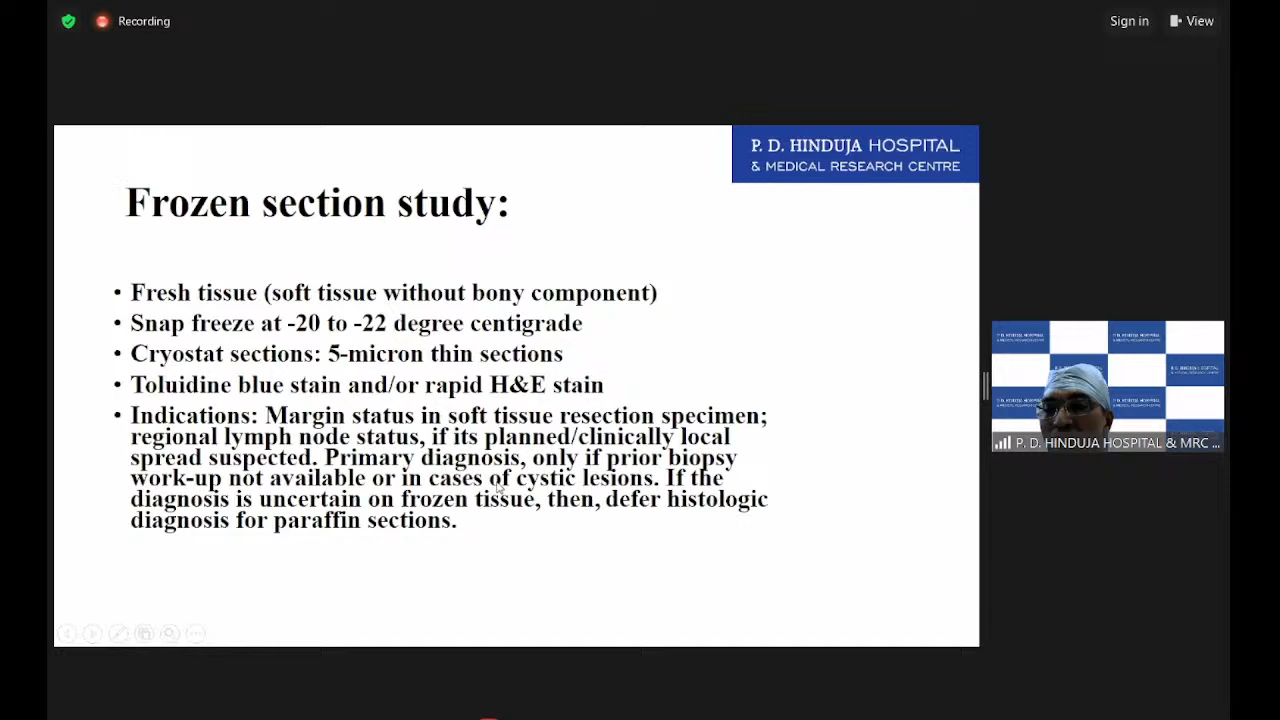 Recording
Sign in
View
P. D. HINDUJA HOSPITAL
& MEDICAL RESEARCH CENTRE
Frozen section study:
• Fresh tissue (soft tissue without bony component)
• Snap freeze at -20 to -22 degree centigrade
• Cryostat sections: 5-micron thin sections
• Toluidine blue stain and/or rapid H&E stain
• Indications: Margin status in soft tissue resection specimen;
regional lymph node status, if its planned/clinically local
spread suspected. Primary diagnosis, only if prior biopsy
work-up not available or in cases of cystic lesions. If the
diagnosis is uncertain on frozen tissue, then, defer histologic
diagnosis for paraffin sections.
P. D. HINDUJA HOSPITAL & MRC ...